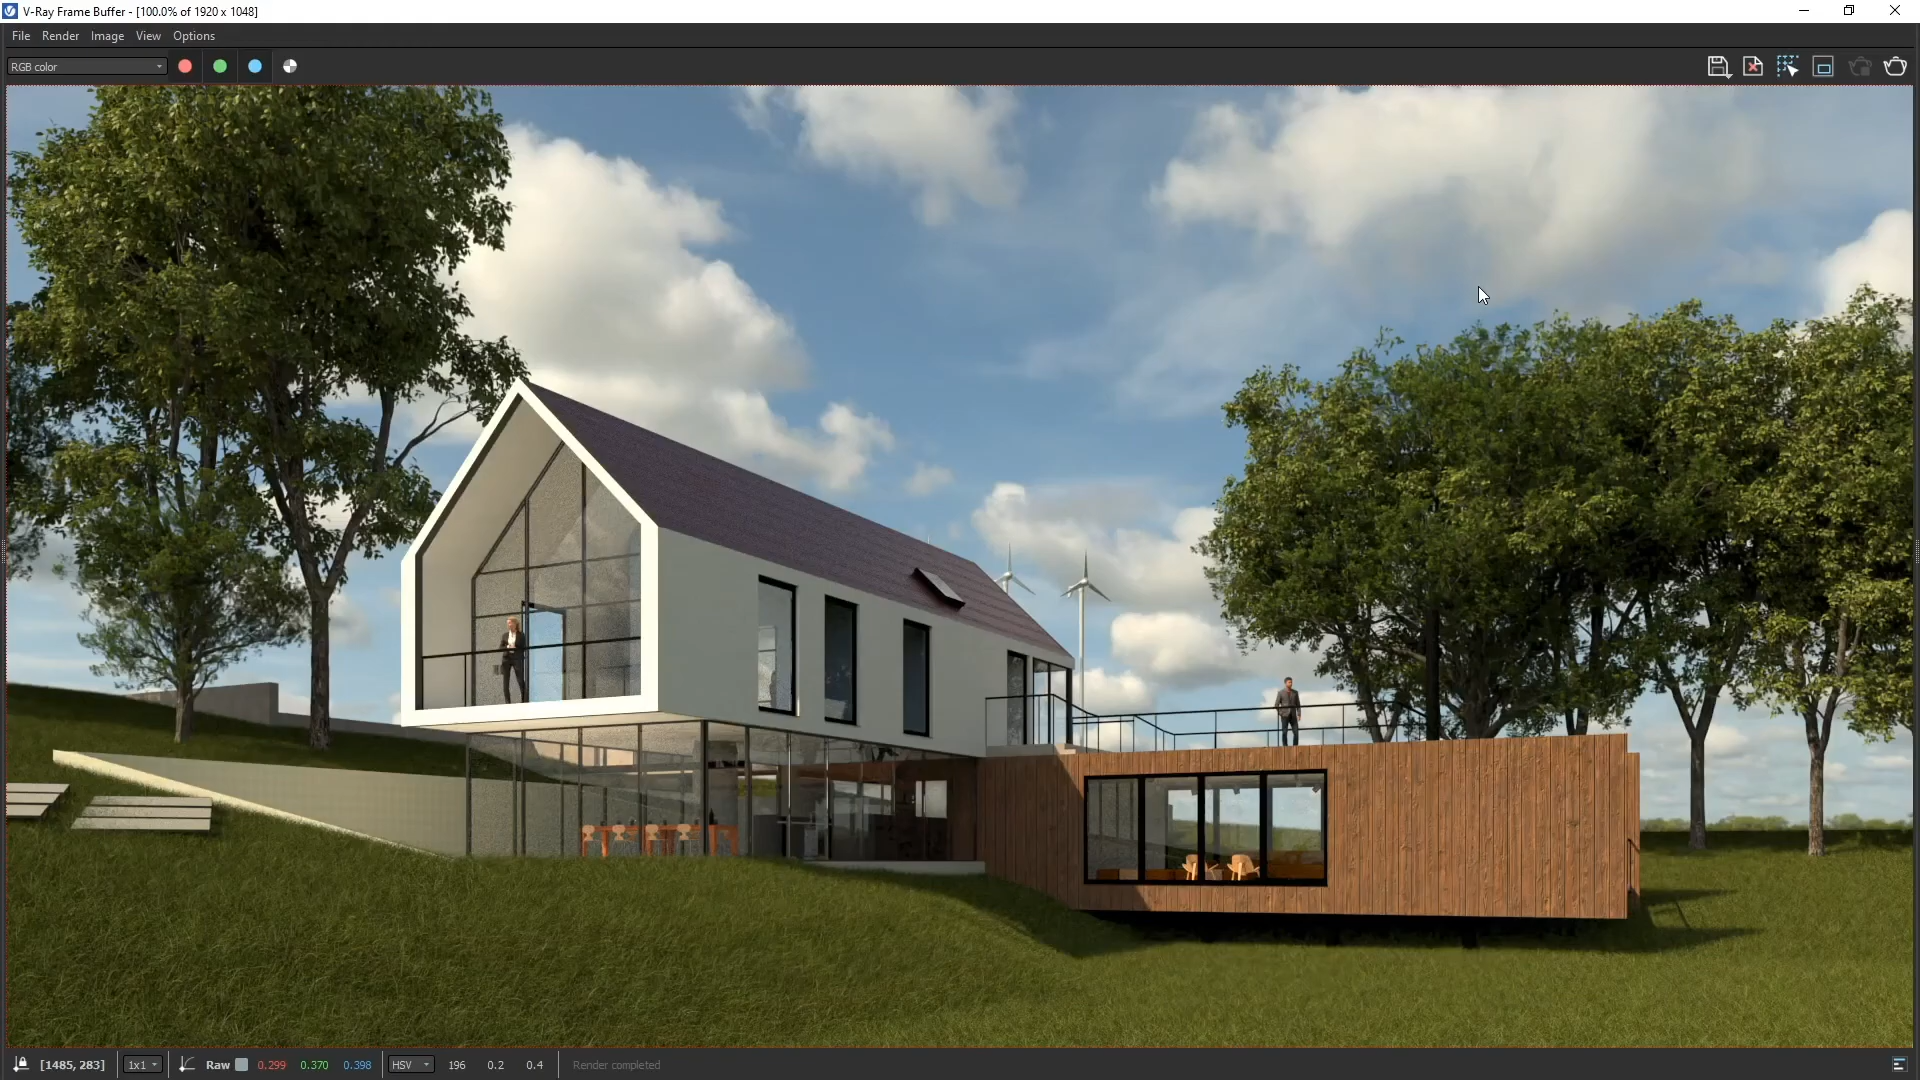 V-Ray Frame Buffer - [100.0% of 1920 x 1048]
File Render Image View Options
RGB color
[1485, 283] 1x1 Raw 0.299 0.370 0.398 HSV 196 0.2 0.4 Render completed